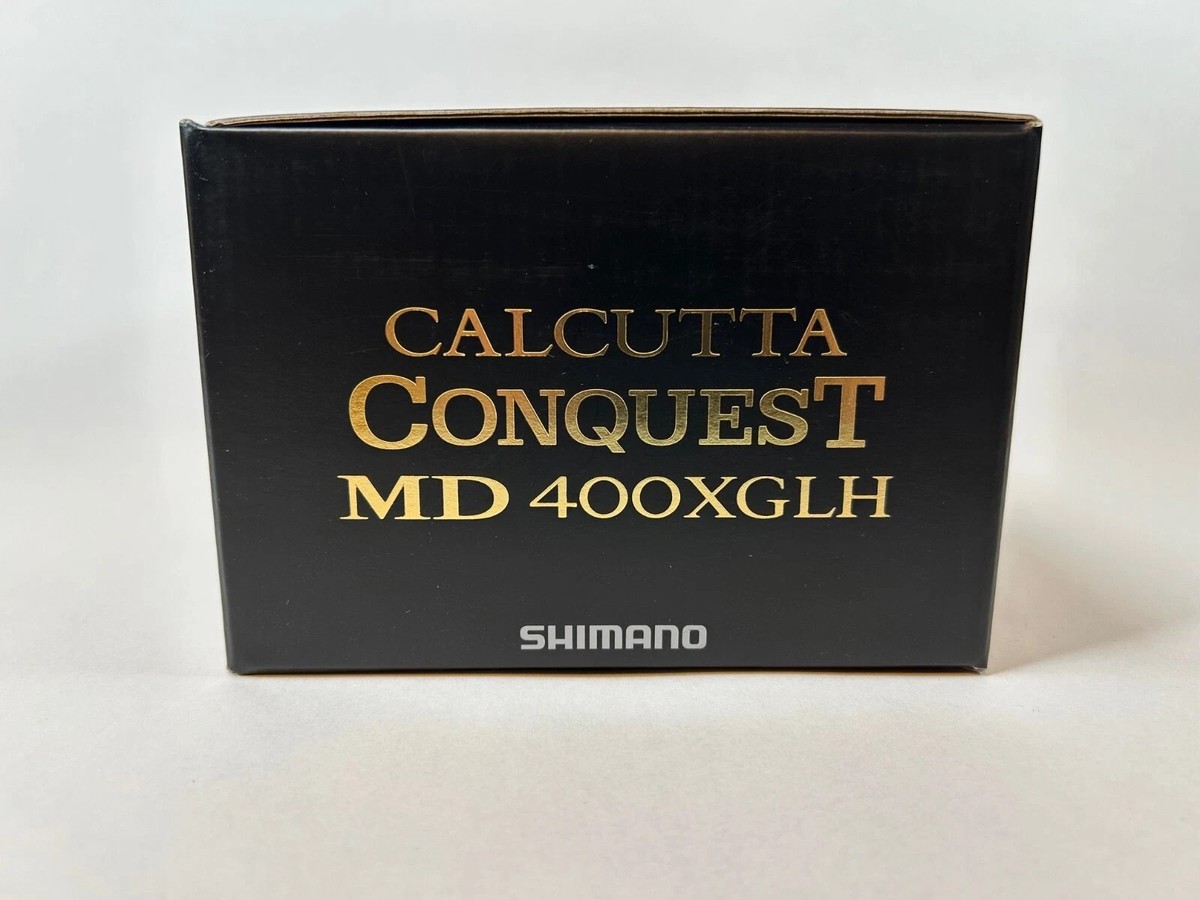 CALCUTTA
CONQUEST
MD 400XGLH
SHIMANO